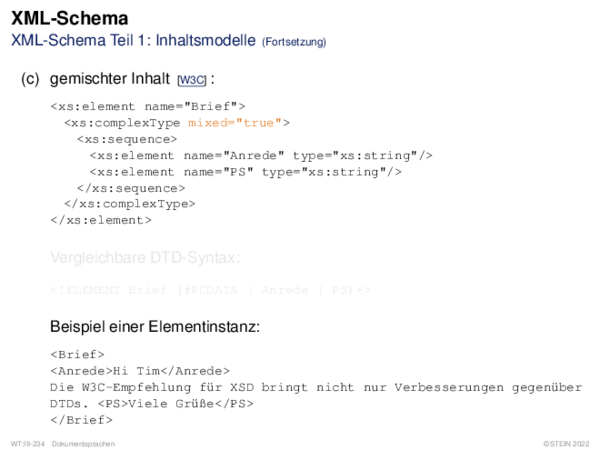 XML-Schema
XML-Schema Teil 1: Inhaltsmodelle (Fortsetzung)
(c) gemischter Inhalt [W3C] :
<xs:element name="Brief">
<xs:complexType mixed="true">
<xs:sequence>
<xs:element name="Anrede" type="xs:string"/>
<xs:element name="PS" type="xs:string"/>
</xs:sequence>
</xs:complexType>
</xs:element>
Vergleichbare DTD-Syntax:
<!ELEMENT Brief (#PCDATA | Anrede | PS)*>
Beispiel einer Elementinstanz:
<Brief>
<Anrede>Hi Tim</Anrede>
Die W3C-Empfehlung für XSD bringt nicht nur Verbesserungen gegenüber
DTDs. <PS>Viele Grüße</PS>
</Brief>
WT:III-234 Dokumentsprachen ©STEIN 2022